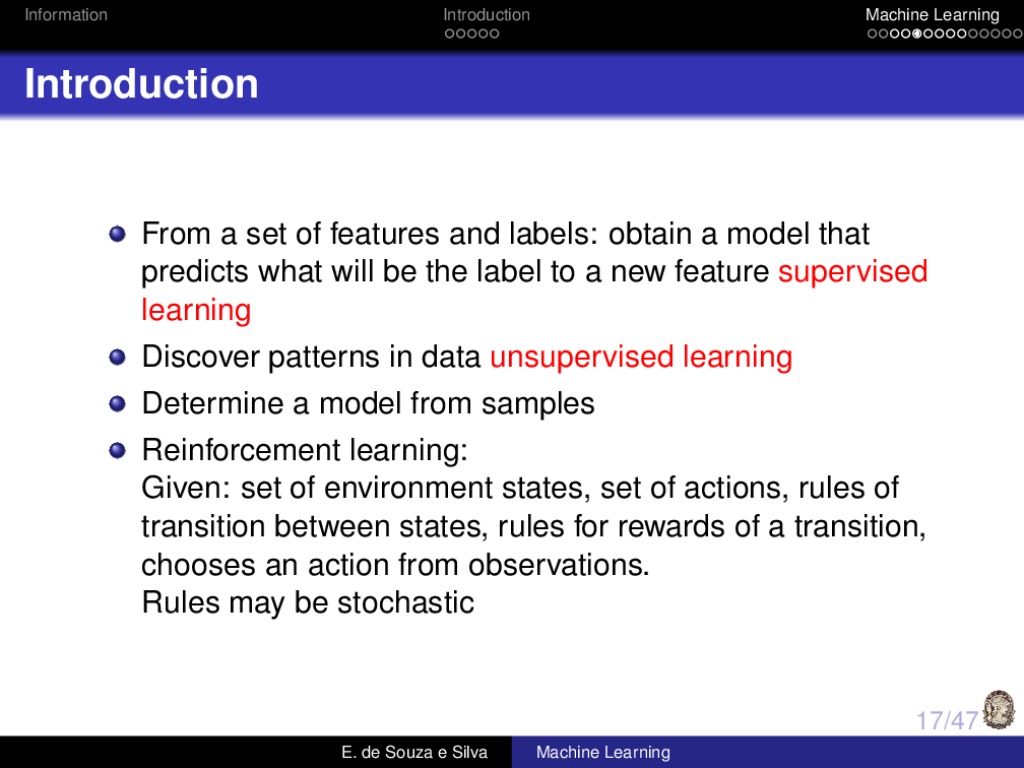 Information
Introduction
Machine Learning
Introduction
From a set of features and labels: obtain a model that
predicts what will be the label to a new feature supervised
learning
Discover patterns in data unsupervised learning
Determine a model from samples
Reinforcement learning:
Given: set of environment states, set of actions, rules of
transition between states, rules for rewards of a transition,
chooses an action from observations.
Rules may be stochastic
17/47
E. de Souza e Silva
Machine Learning